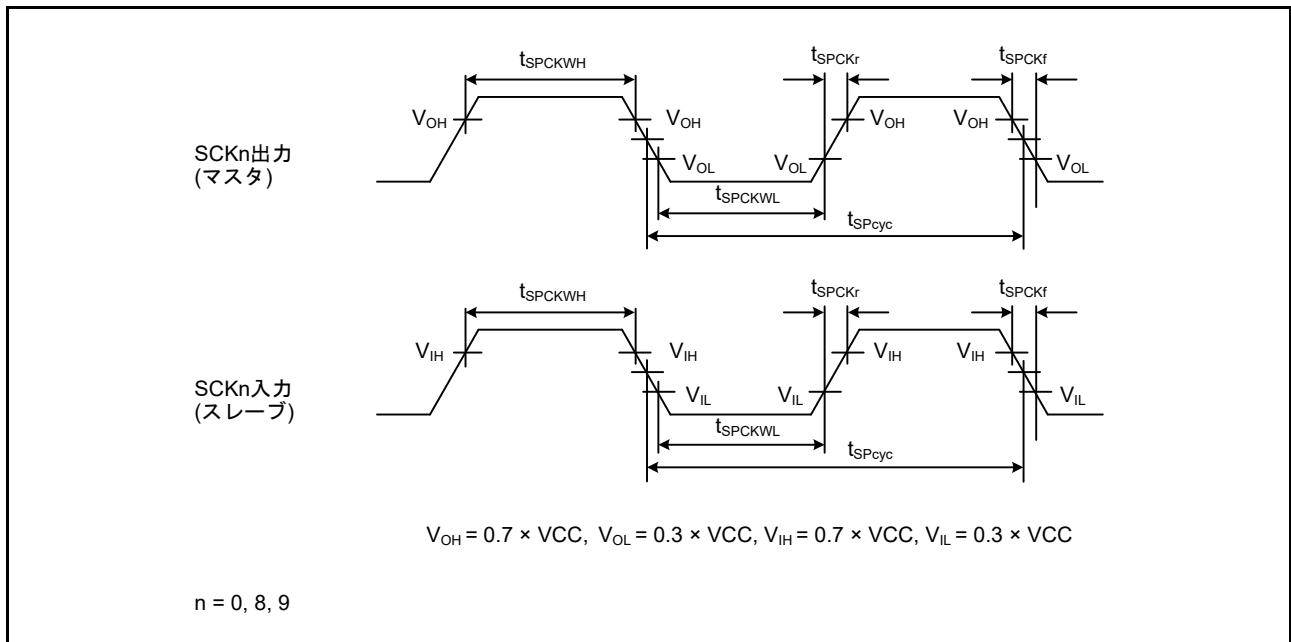 tSPCKWH
tSPCKr
tSPCKf
VOH
VOH
VOH
VOH
SCKn出力
(マスタ)
VOL
VOL
VOL
tSPCKWL
tSPcyc
tSPCKWH
tSPCKr
tSPCKf
VIH
VIH
VIH
VIH
SCKn入力
(スレーブ)
VIL
VIL
VIL
tSPCKWL
tSPcyc
VOH = 0.7 × VCC, VOL = 0.3 × VCC, VIH = 0.7 × VCC, VIL = 0.3 × VCC
n = 0, 8, 9